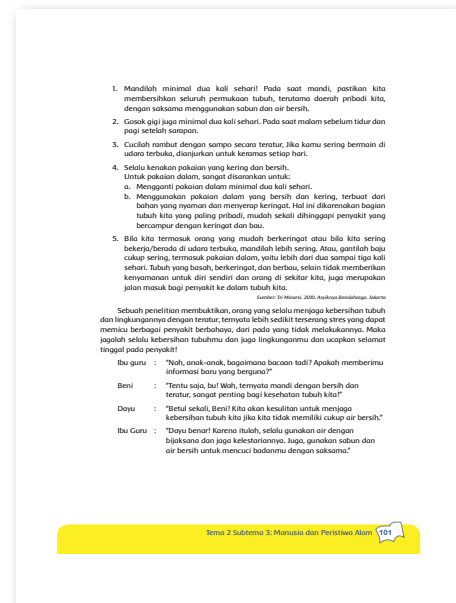 1. Mandilah minimal dua kali sehari! Pada saat mandi, pastikan kita
membersihkan seluruh permukaan tubuh, terutama daerah pribadi kita,
dengan saksama menggunakan sabun dan air bersih.
2. Gosok gigi juga minimal dua kali sehari. Pada saat malam sebelum tidur dan
pagi setelah sarapan.
3. Cucilah rambut dengan sampo secara teratur, Jika kamu sering bermain di
udara terbuka, dianjurkan untuk keramas setiap hari.
4. Selalu kenakan pakaian yang kering dan bersih.
Untuk pakaian dalam, sangat disarankan untuk:
a. Mengganti pakaian dalam minimal dua kali sehari.
b. Menggunakan pakaian dalam yang bersih dan kering, terbuat dari
bahan yang nyaman dan menyerap keringat. Hal ini dikarenakan bagian
tubuh kita yang paling pribadi, mudah sekali dihinggapi penyakit yang
bercampur dengan keringat dan bau.
5. Bila kita termasuk orang yang mudah berkeringat atau bila kita sering
bekerja/berada di udara terbuka, mandilah lebih sering. Atau, gantilah baju
cukup sering, termasuk pakaian dalam, yaitu lebih dari dua sampai tiga kali
sehari. Tubuh yang basah, berkeringat, dan berbau, selain tidak memberikan
kenyamanan untuk diri sendiri dan orang di sekitar kita, juga merupakan
jalan masuk bagi penyakit ke dalam tubuh kita.
Sumber: Tri Minarsi. 2010. Asyiknya Berolahraga. Jakarta
Sebuah penelitian membuktikan, orang yang selalu menjaga kebersihan tubuh
dan lingkungannya dengan teratur, ternyata lebih sedikit terserang stres yang dapat
memicu berbagai penyakit berbahaya, dari pada yang tidak melakukannya. Maka
jagalah selalu kebersihan tubuhmu dan juga linkunganmu dan ucapkan selamat
tinggal pada penyakit!
Ibu guru : "Nah, anak-anak, bagaimana bacaan tadi? Apakah memberimu
informasi baru yang berguna?"
Beni : "Tentu saja, bu! Wah, ternyata mandi dengan bersih dan
teratur, sangat penting bagi kesehatan tubuh kita!"
Dayu : "Betul sekali, Beni! Kita akan kesulitan untuk menjaga
kebersihan tubuh kita jika kita tidak memiliki cukup air bersih."
Ibu Guru : "Dayu benar! Karena itulah, selalu gunakan air dengan
bijaksana dan jaga kelestariannya. Juga, gunakan sabun dan
air bersih untuk mencuci badanmu dengan saksama."
Tema 2 Subtema 3: Manusia dan Peristiwa Alam 101